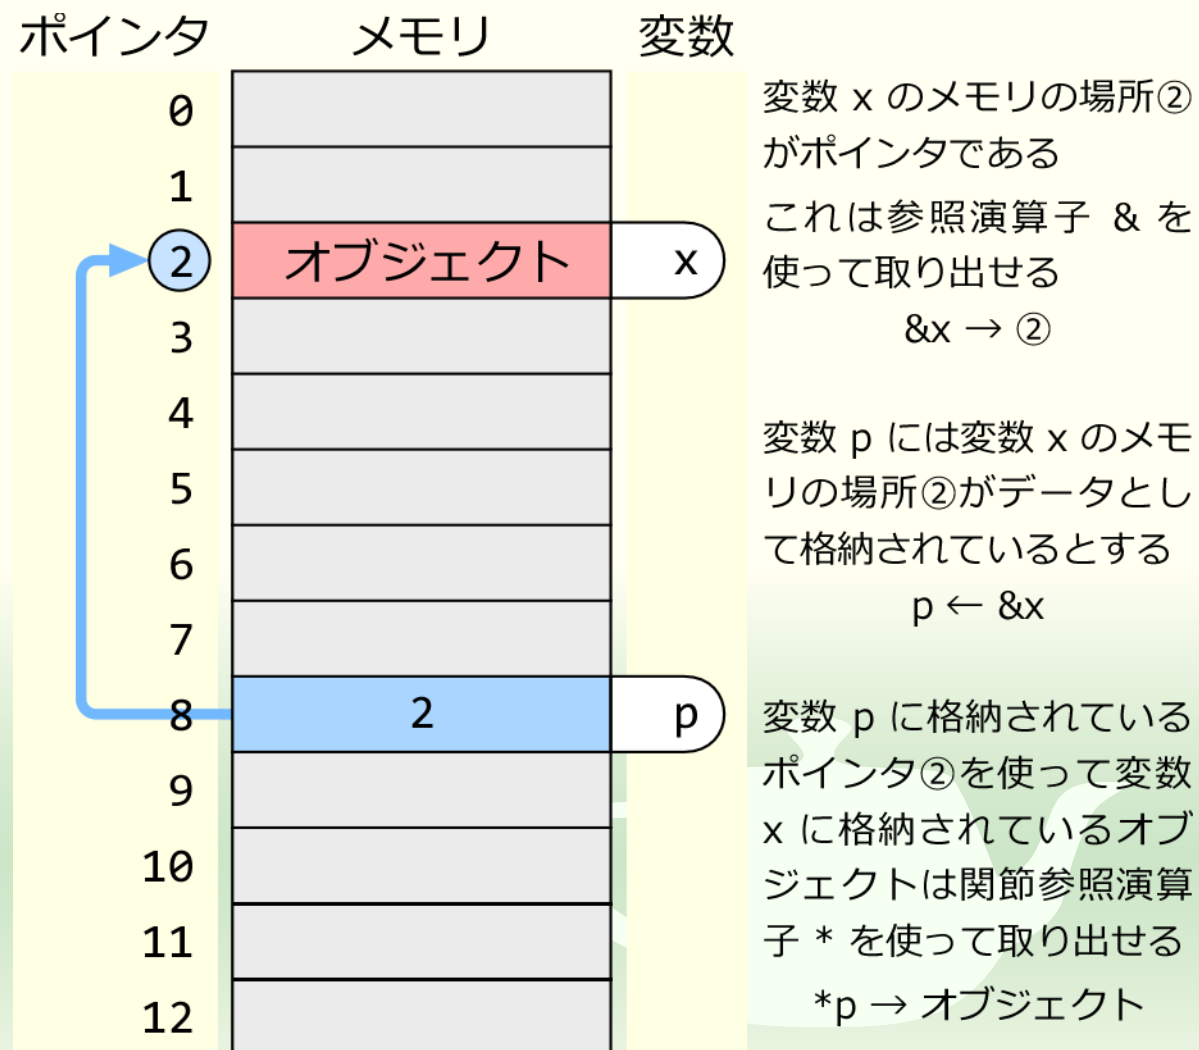 ポインタ メモリ 変数
0
1
2 オブジェクト x
3
4
5
6
7
8 2 p
9
10
11
12
変数 x のメモリの場所②
がポインタである
これは参照演算子 & を
使って取り出せる
&x → ②
変数 p には変数 x のメモ
リの場所②がデータとし
て格納されているとする
p ← &x
変数 p に格納されている
ポインタ②を使って変数
x に格納されているオブ
ジェクトは関節参照演算
子 * を使って取り出せる
*p → オブジェクト